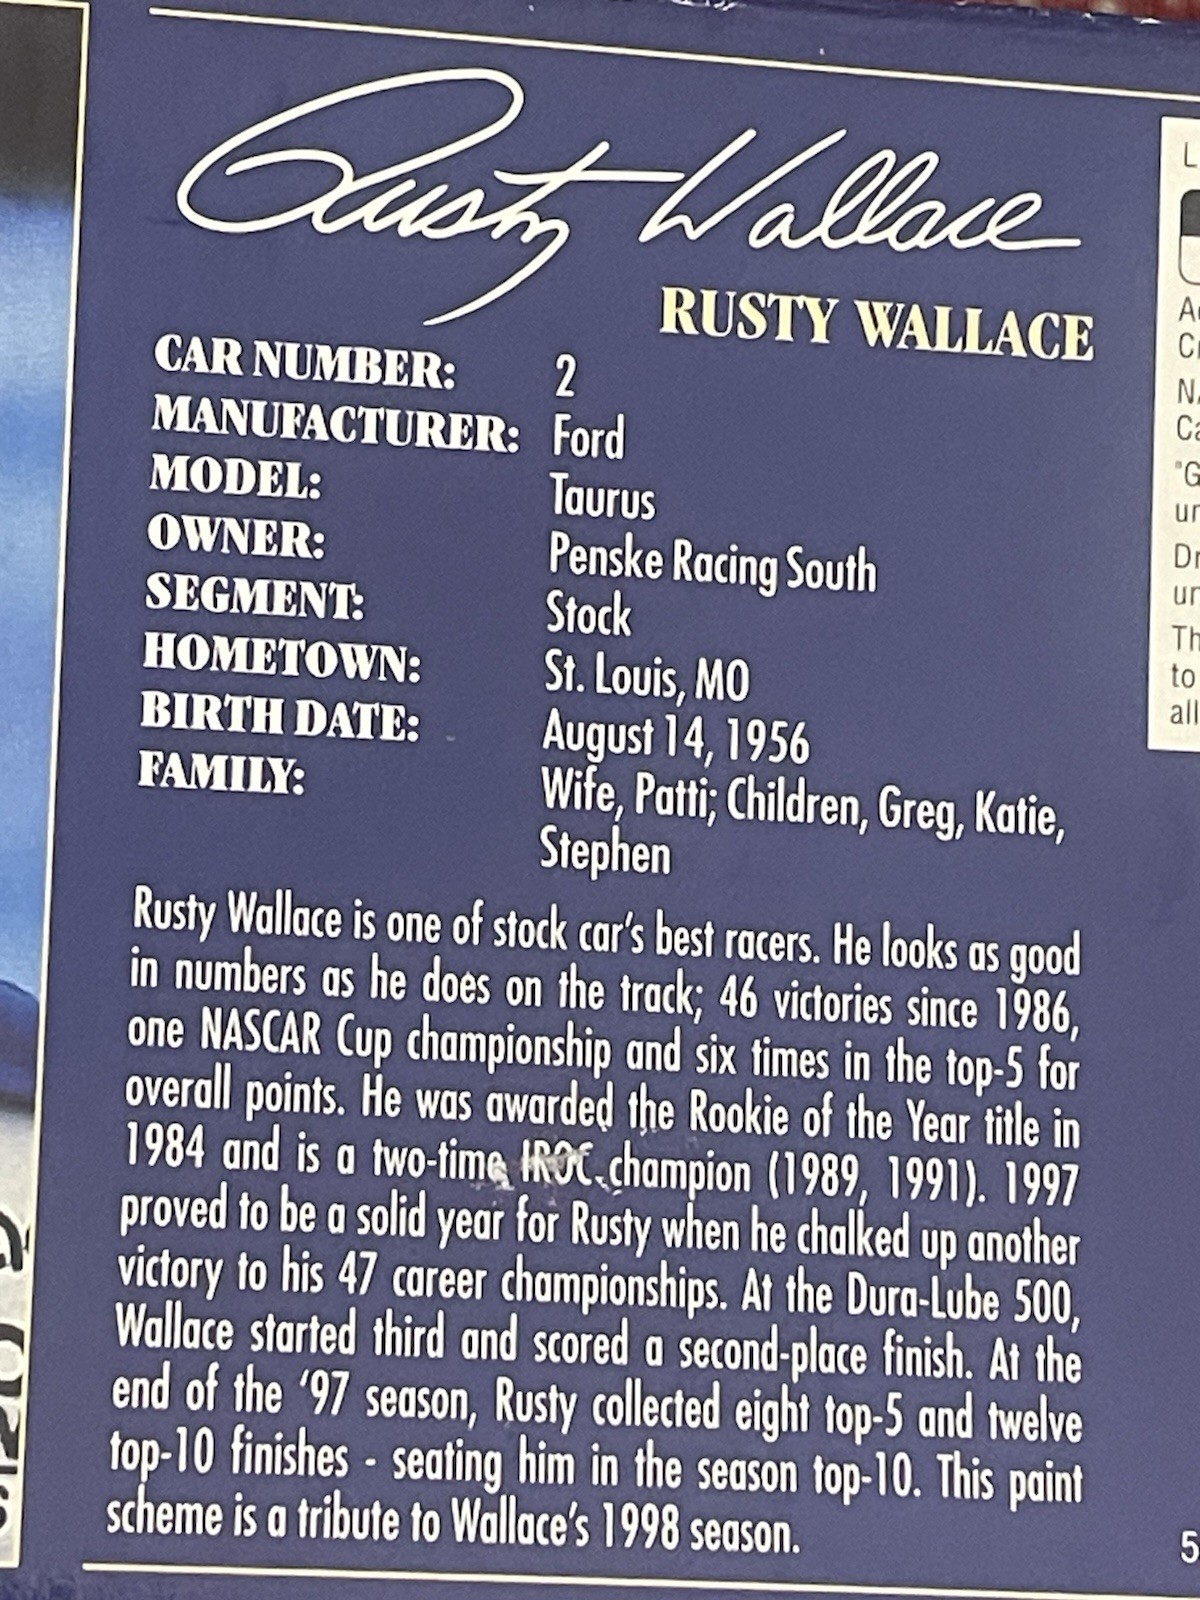 Rusty Wallace
RUSTY WALLACE
CAR NUMBER: 2
MANUFACTURER: Ford
MODEL: Taurus
OWNER: Penske Racing South
SEGMENT: Stock
HOMETOWN: St. Louis, MO
BIRTH DATE: August 14, 1956
FAMILY: Wife, Patti; Children, Greg, Katie,
Stephen
Rusty Wallace is one of stock car's best racers. He looks as good
in numbers as he does on the track; 46 victories since 1986,
one NASCAR Cup championship and six times in the top-5 for
overall points. He was awarded the Rookie of the Year title in
1984 and is a two-time IROC champion (1989, 1991). 1997
proved to be a solid year for Rusty when he chalked up another
victory to his 47 career championships. At the Dura-Lube 500,
Wallace started third and scored a second-place finish. At the
end of the '97 season, Rusty collected eight top-5 and twelve
top-10 finishes - seating him in the season top-10. This paint
scheme is a tribute to Wallace's 1998 season.
to
all
5